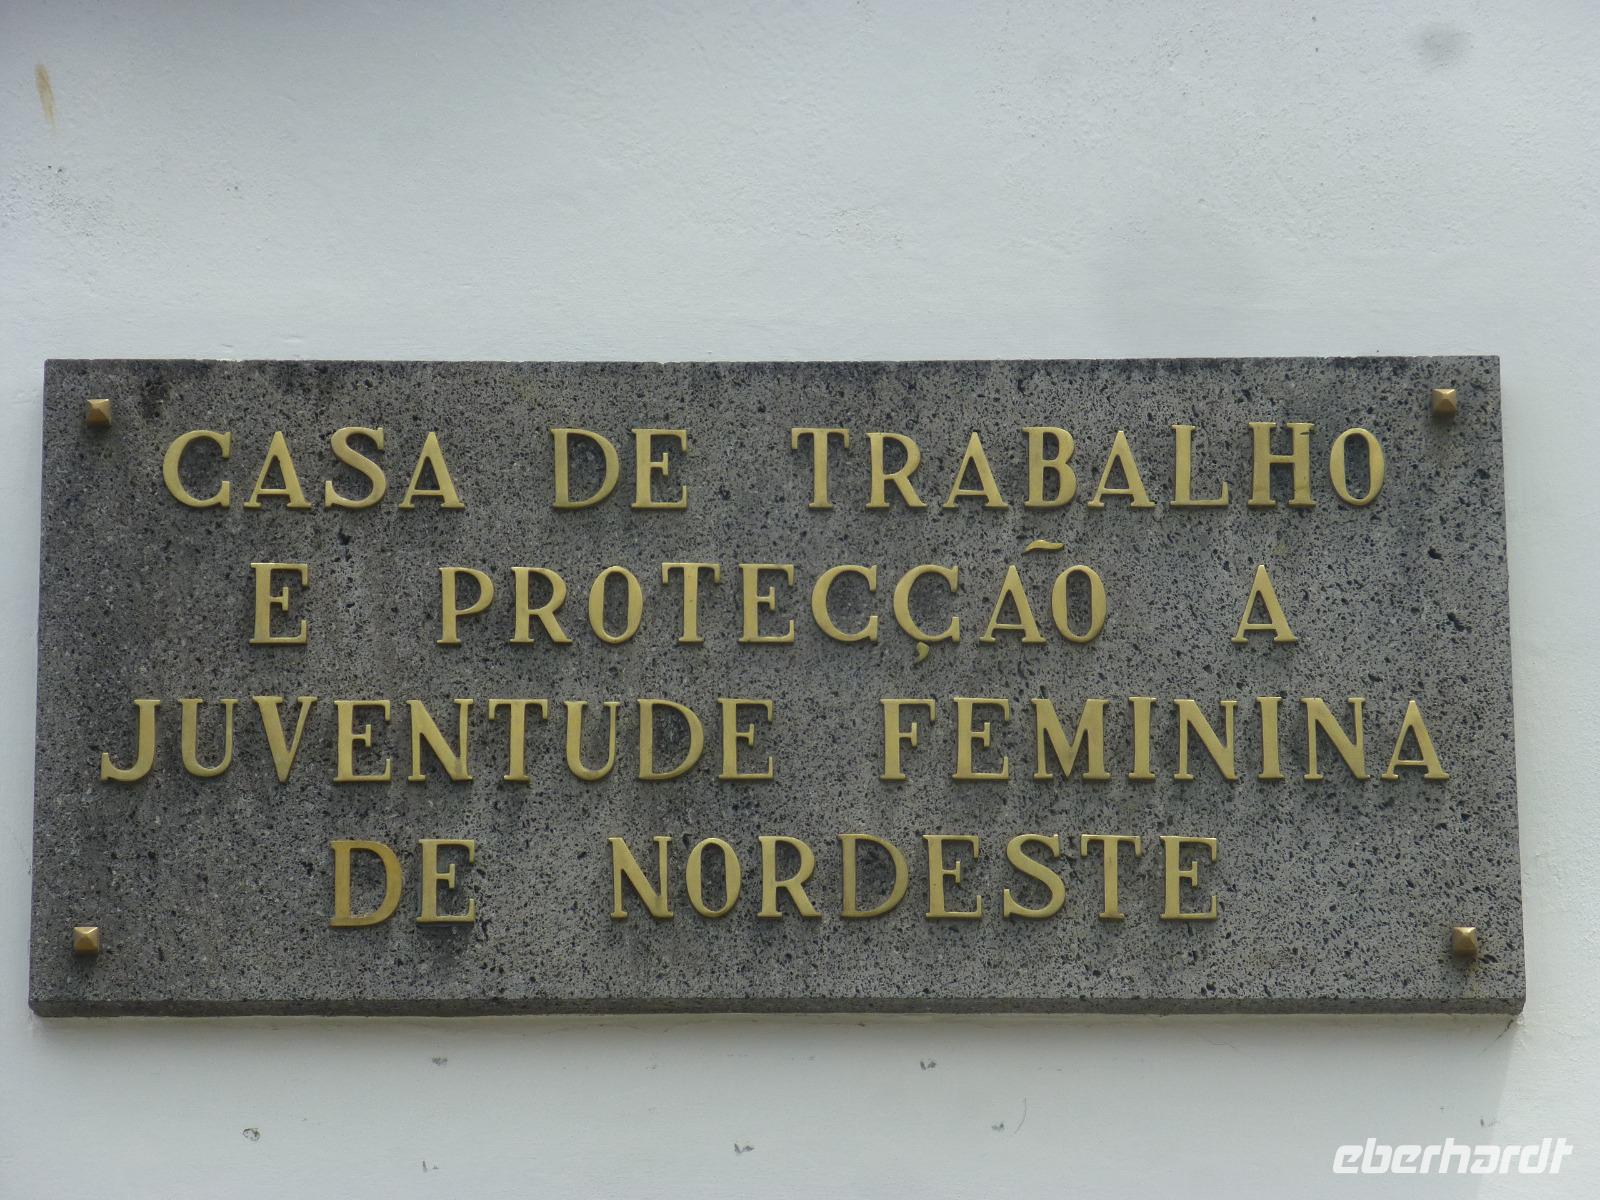 CASA DE TRABALHO
E PROTECÇÃO A
JUVENTUDE FEMININA
DE NORDESTE
eberhardt